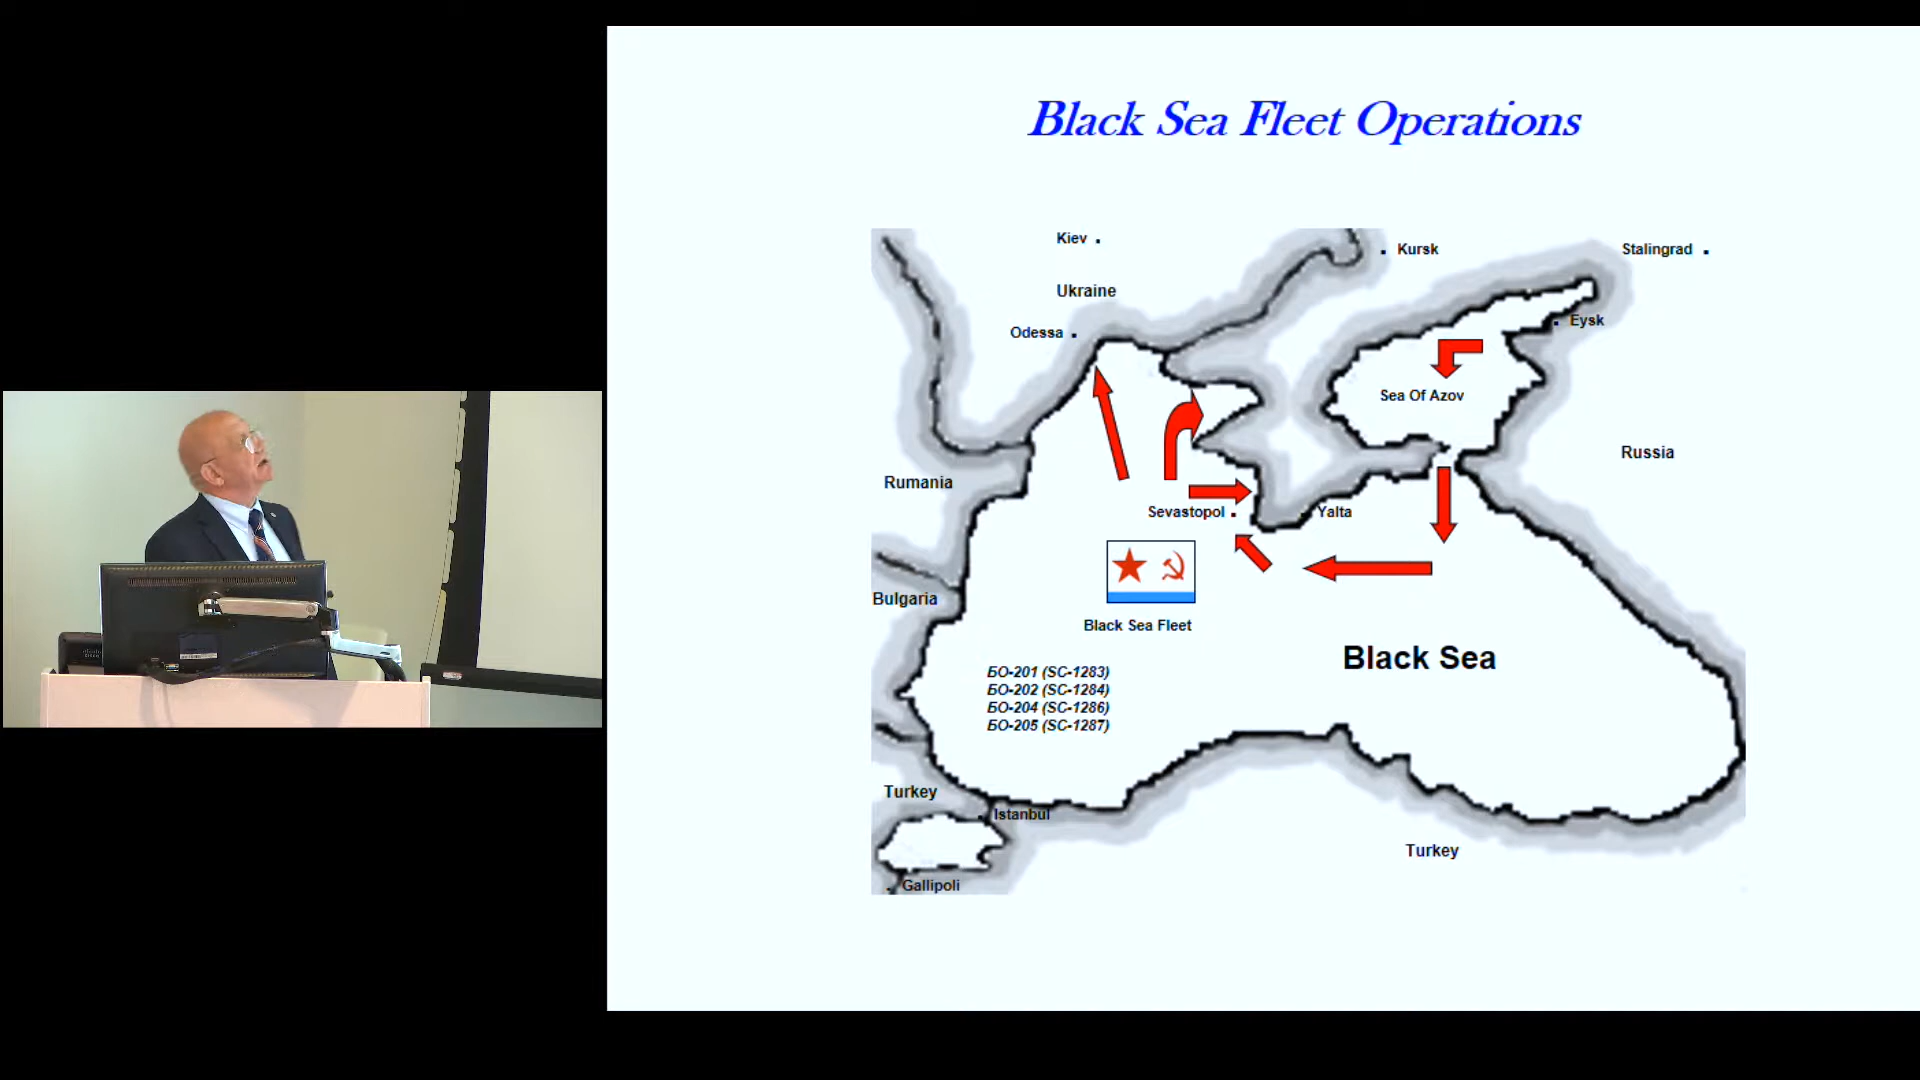 Black Sea Fleet Operations
Kiev
Kursk
Stalingrad
Ukraine
Odessa
Eysk
Sea Of Azov
Russia
Rumania
Sevastopol
Yalta
Bulgaria
Black Sea Fleet
Black Sea
БО-201 (SC-1283)
БО-202 (SC-1284)
БО-204 (SC-1286)
БО-205 (SC-1287)
Turkey
Istanbul
Turkey
Gallipoli